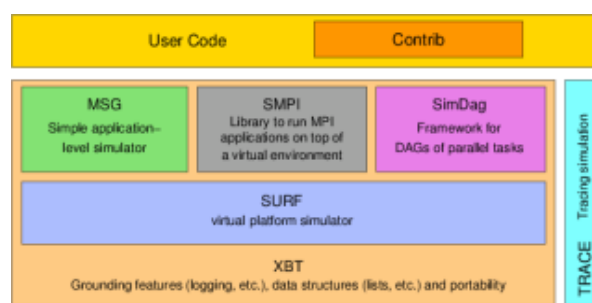 User Code
Contrib
MSG
Simple application–
level simulator
SMPI
Library to run MPI
applications on top of
a virtual environment
SimDag
Framework for
DAGs of parallel tasks
SURF
virtual platform simulator
XBT
Grounding features (logging, etc.), data structures (lists, etc.) and portability
TRACE Tracing simulation